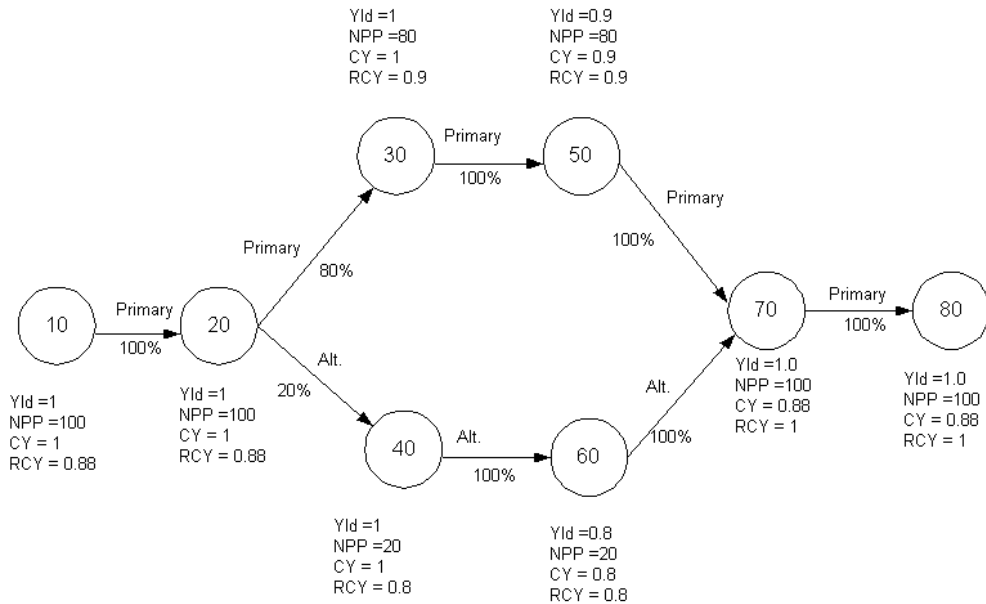 Yld =1
NPP =80
CY = 1
RCY = 0.9
Yld =0.9
NPP =80
CY = 0.9
RCY = 0.9
30
Primary
100%
50
Primary
80%
Primary
100%
10
Primary
100%
20
70
Primary
100%
80
Alt.
20%
Alt.
100%
40
Alt.
100%
60
Yld =1
NPP =100
CY = 1
RCY = 0.88
Yld =1
NPP =100
CY = 1
RCY = 0.88
Yld =1.0
NPP =100
CY = 0.88
RCY = 1
Yld =1.0
NPP =100
CY = 0.88
RCY = 1
Yld =1
NPP =20
CY = 1
RCY = 0.8
Yld =0.8
NPP =20
CY = 0.8
RCY = 0.8